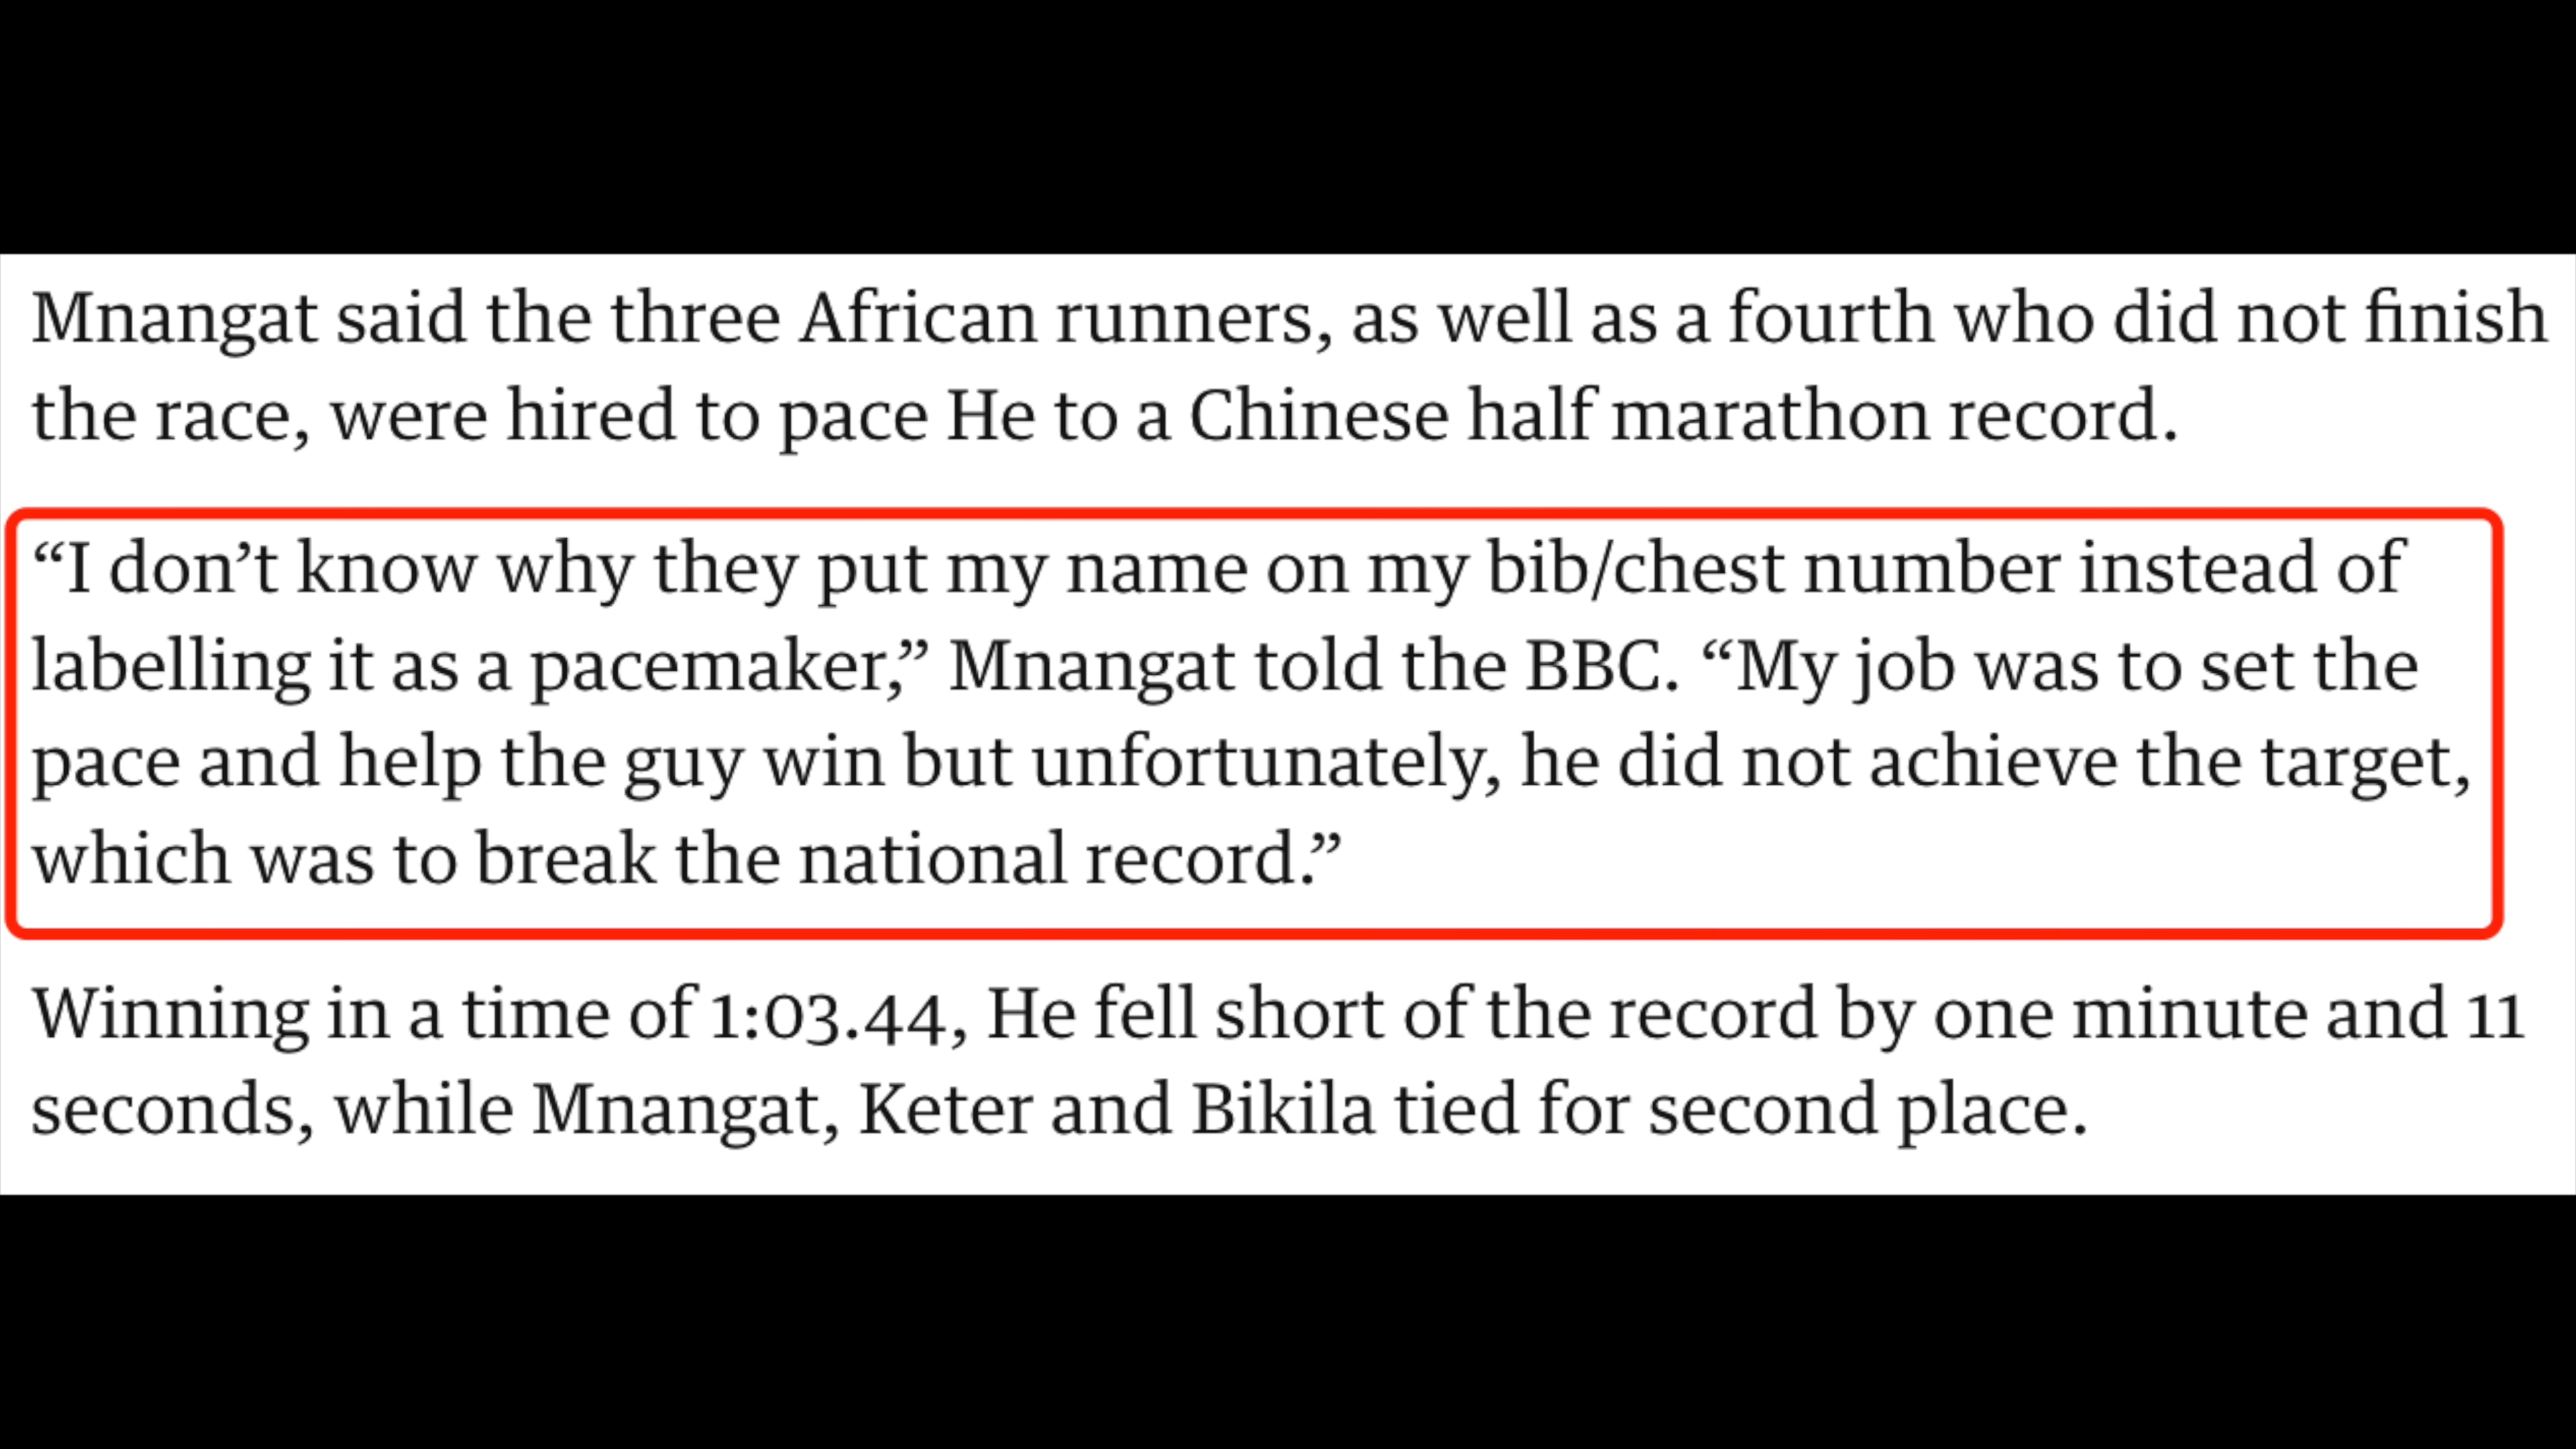 Mnangat said the three African runners, as well as a fourth who did not finish
the race, were hired to pace He to a Chinese half marathon record.
“I don’t know why they put my name on my bib/chest number instead of
labelling it as a pacemaker,” Mnangat told the BBC. “My job was to set the
pace and help the guy win but unfortunately, he did not achieve the target,
which was to break the national record.”
Winning in a time of 1:03.44, He fell short of the record by one minute and 11
seconds, while Mnangat, Keter and Bikila tied for second place.